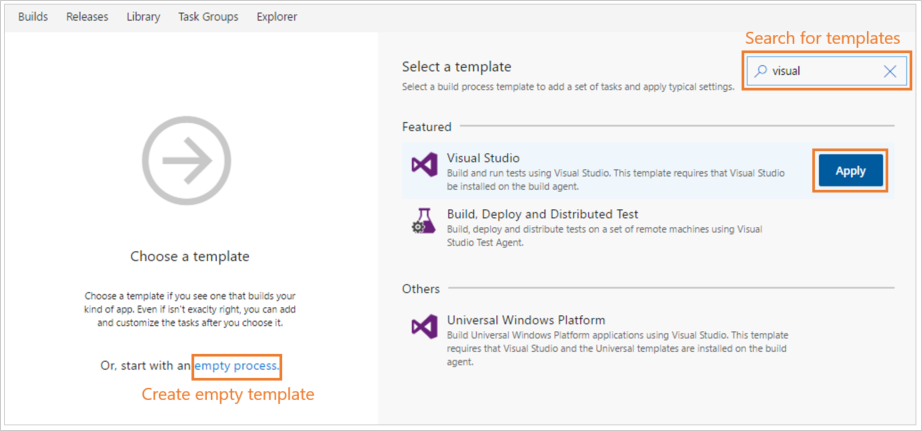 Builds Releases Library Task Groups Explorer
Search for templates
Select a template
visual
Select a build process template to add a set of tasks and apply typical settings.
Featured
Visual Studio
Build and run tests using Visual Studio. This template requires that Visual Studio
be installed on the build agent.
Apply
Build, Deploy and Distributed Test
Build, deploy and distribute tests on a set of remote machines using Visual
Studio Test Agent.
Others
Universal Windows Platform
Build Universal Windows Platform applications using Visual Studio. This template
requires that Visual Studio and the Universal templates are installed on the build
agent.
Choose a template
Choose a template if you see one that builds your
kind of app. Even if isn't exaclty right, you can add
and customize the tasks after you choose it.
Or, start with an empty process.
Create empty template